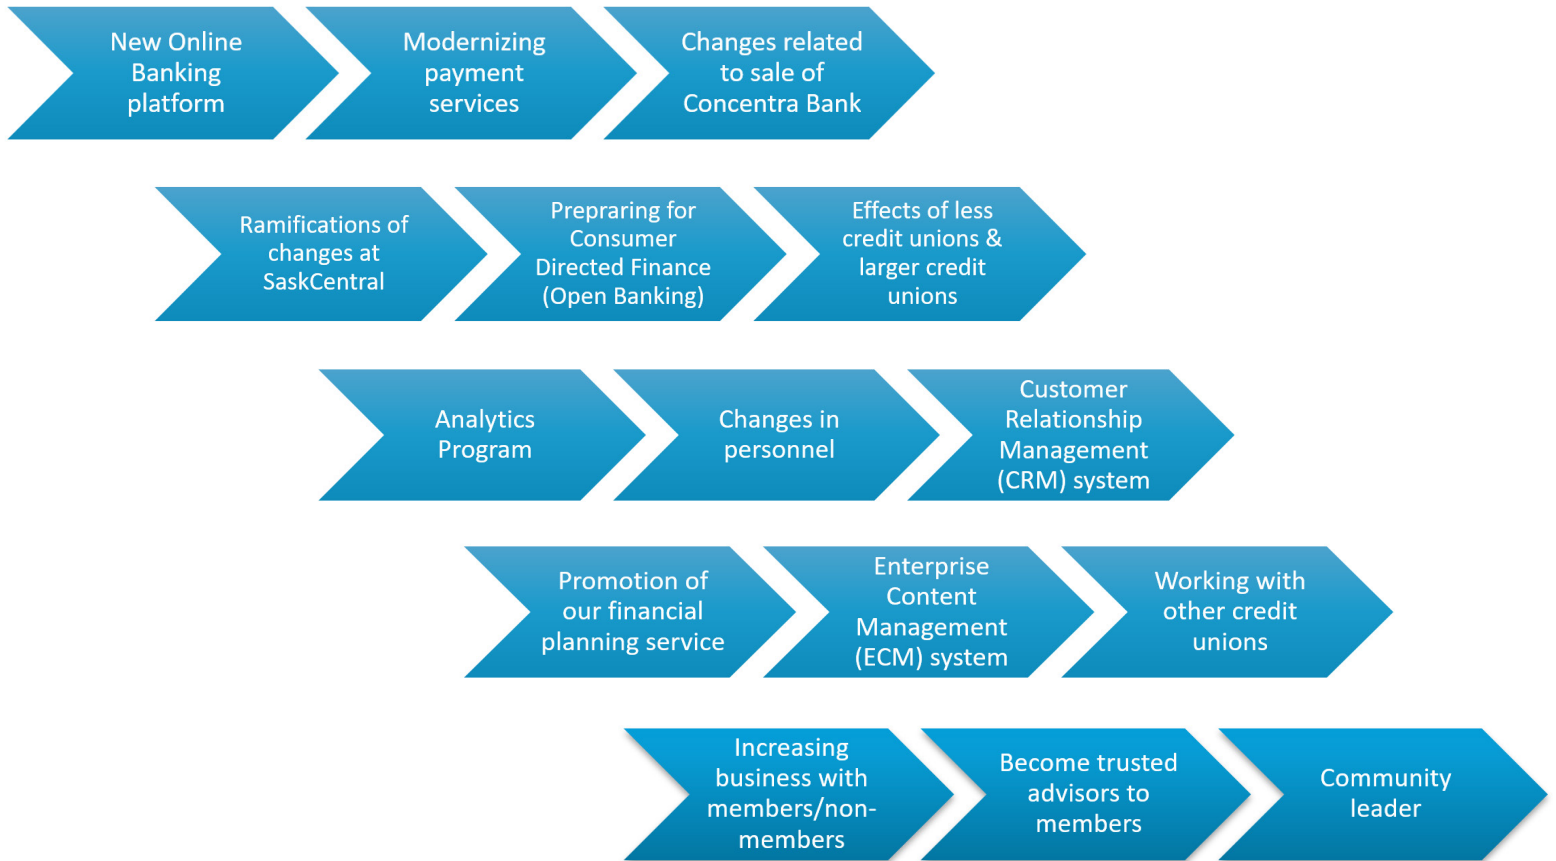 New Online
Banking
platform
Modernizing
payment
services
Changes related
to sale of
Concentra Bank
Ramifications of
changes at
SaskCentral
Prepraring for
Consumer
Directed Finance
(Open Banking)
Effects of less
credit unions &
larger credit
unions
Analytics
Program
Changes in
personnel
Customer
Relationship
Management
(CRM) system
Promotion of
our financial
planning service
Enterprise
Content
Management
(ECM) system
Working with
other credit
unions
Increasing
business with
members/non-
members
Become trusted
advisors to
members
Community
leader